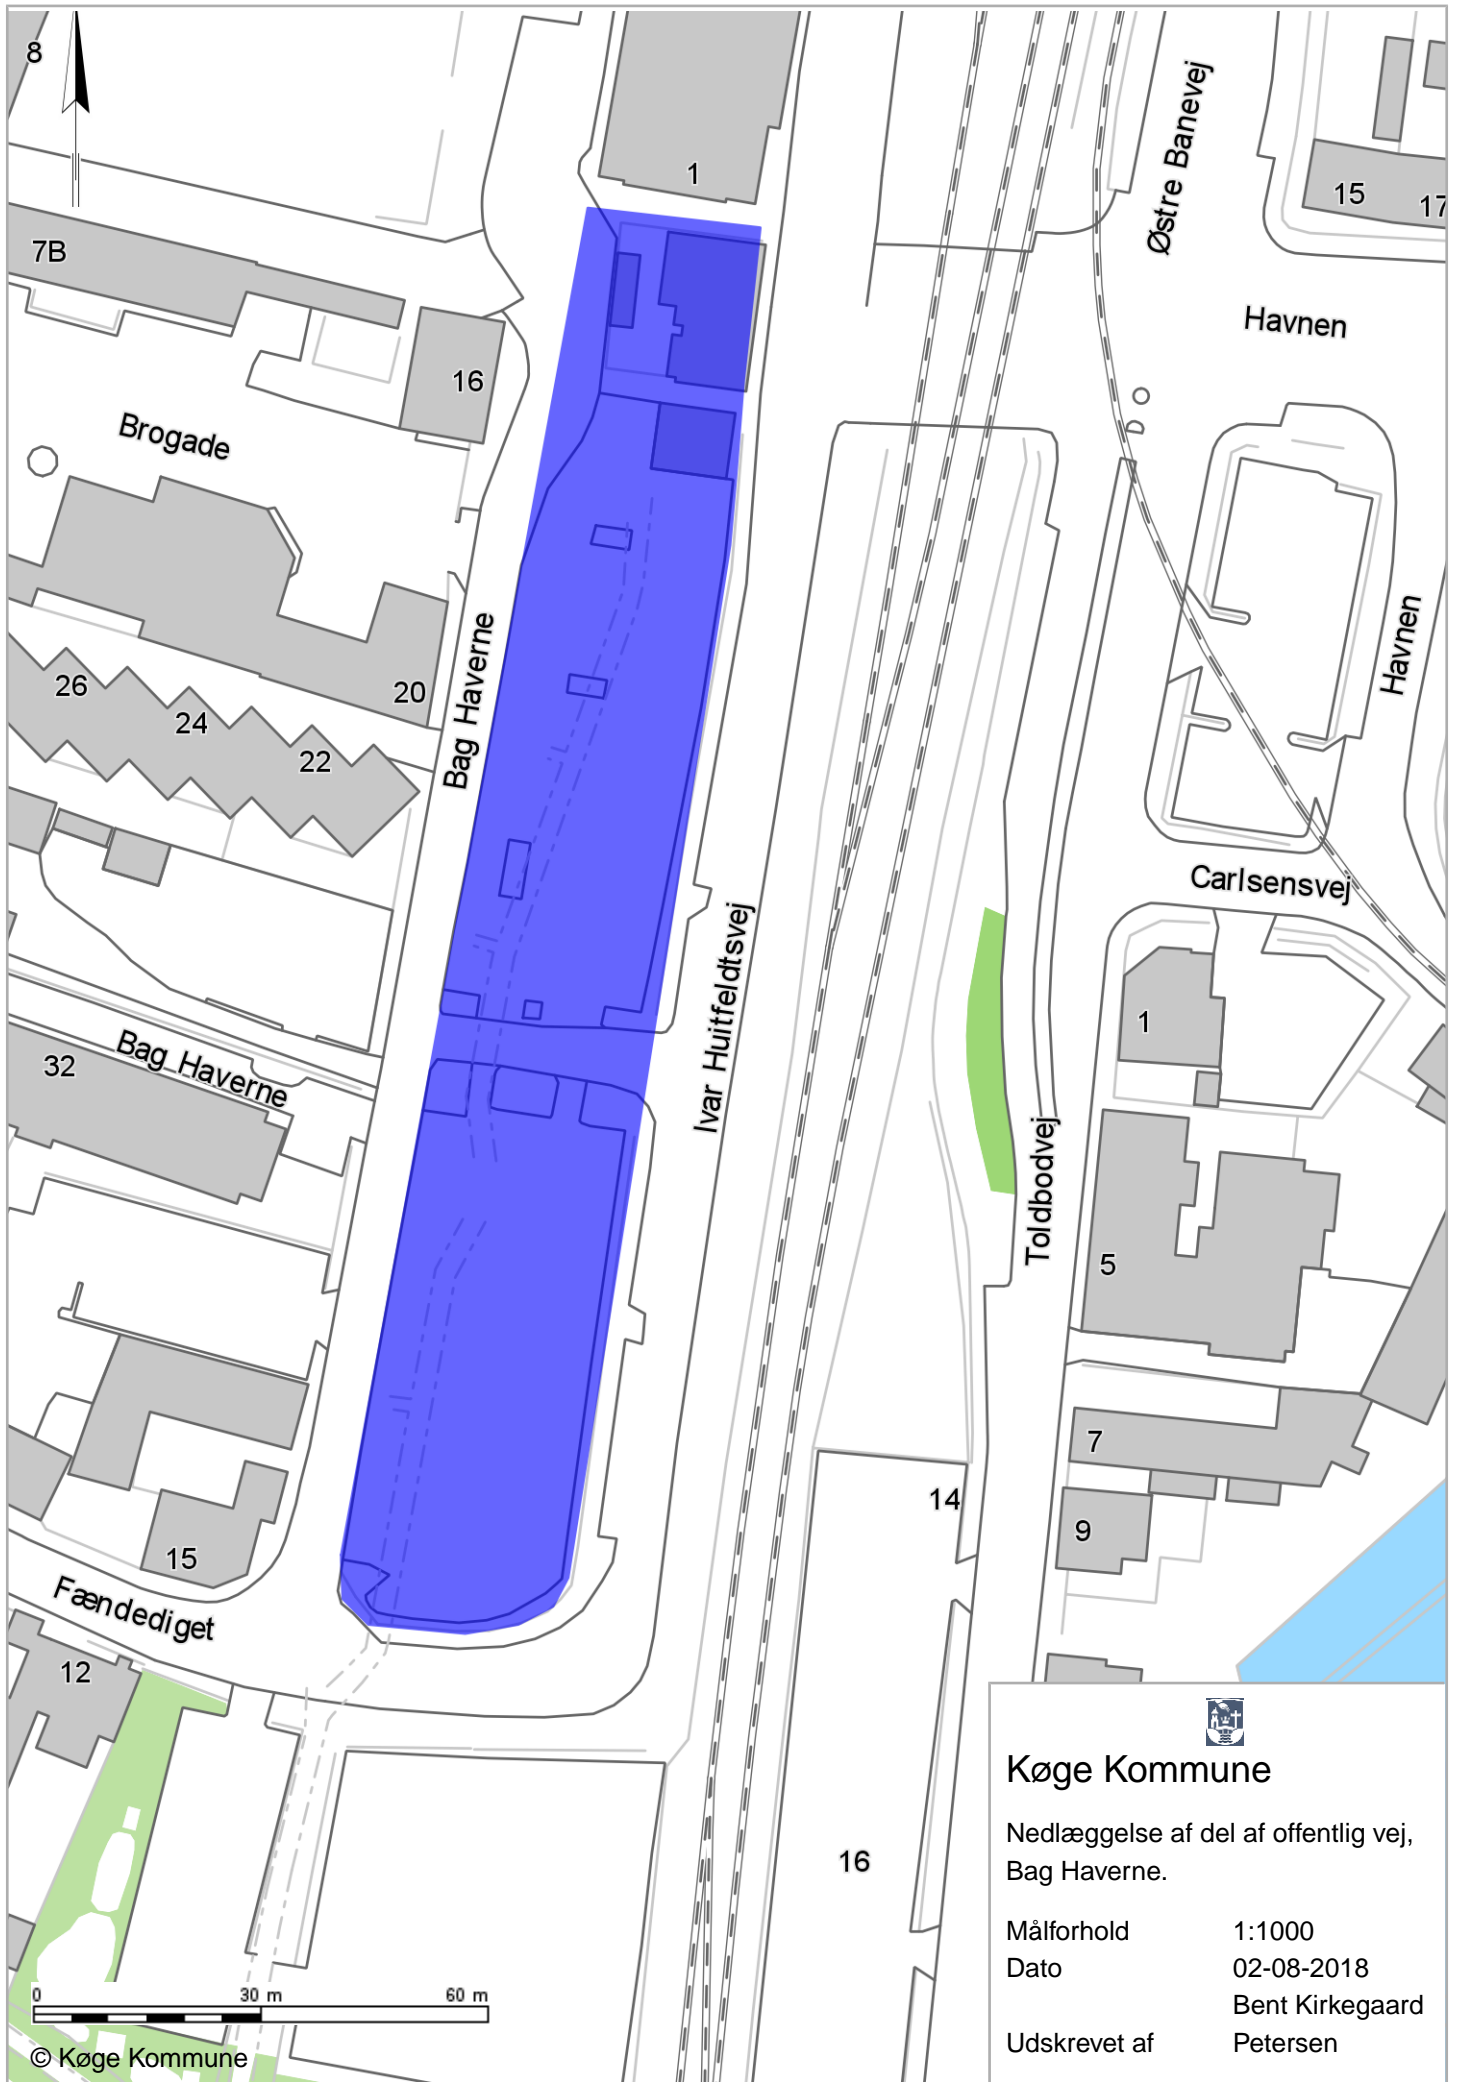 8
1
Østre Banevej
15
17
7B
Havnen
16
Brogade
Havnen
Bag Haverne
26
24
20
22
Carlsensvej
Ivar Huitfeldtsvej
1
Bag Haverne
32
Toldbodvej
5
7
14
9
15
Fændediget
12
16
Køge Kommune
Nedlæggelse af del af offentlig vej,
Bag Haverne.
Målforhold 1:1000
Dato 02-08-2018
Bent Kirkegaard
Udskrevet af Petersen
0 30 m 60 m
© Køge Kommune